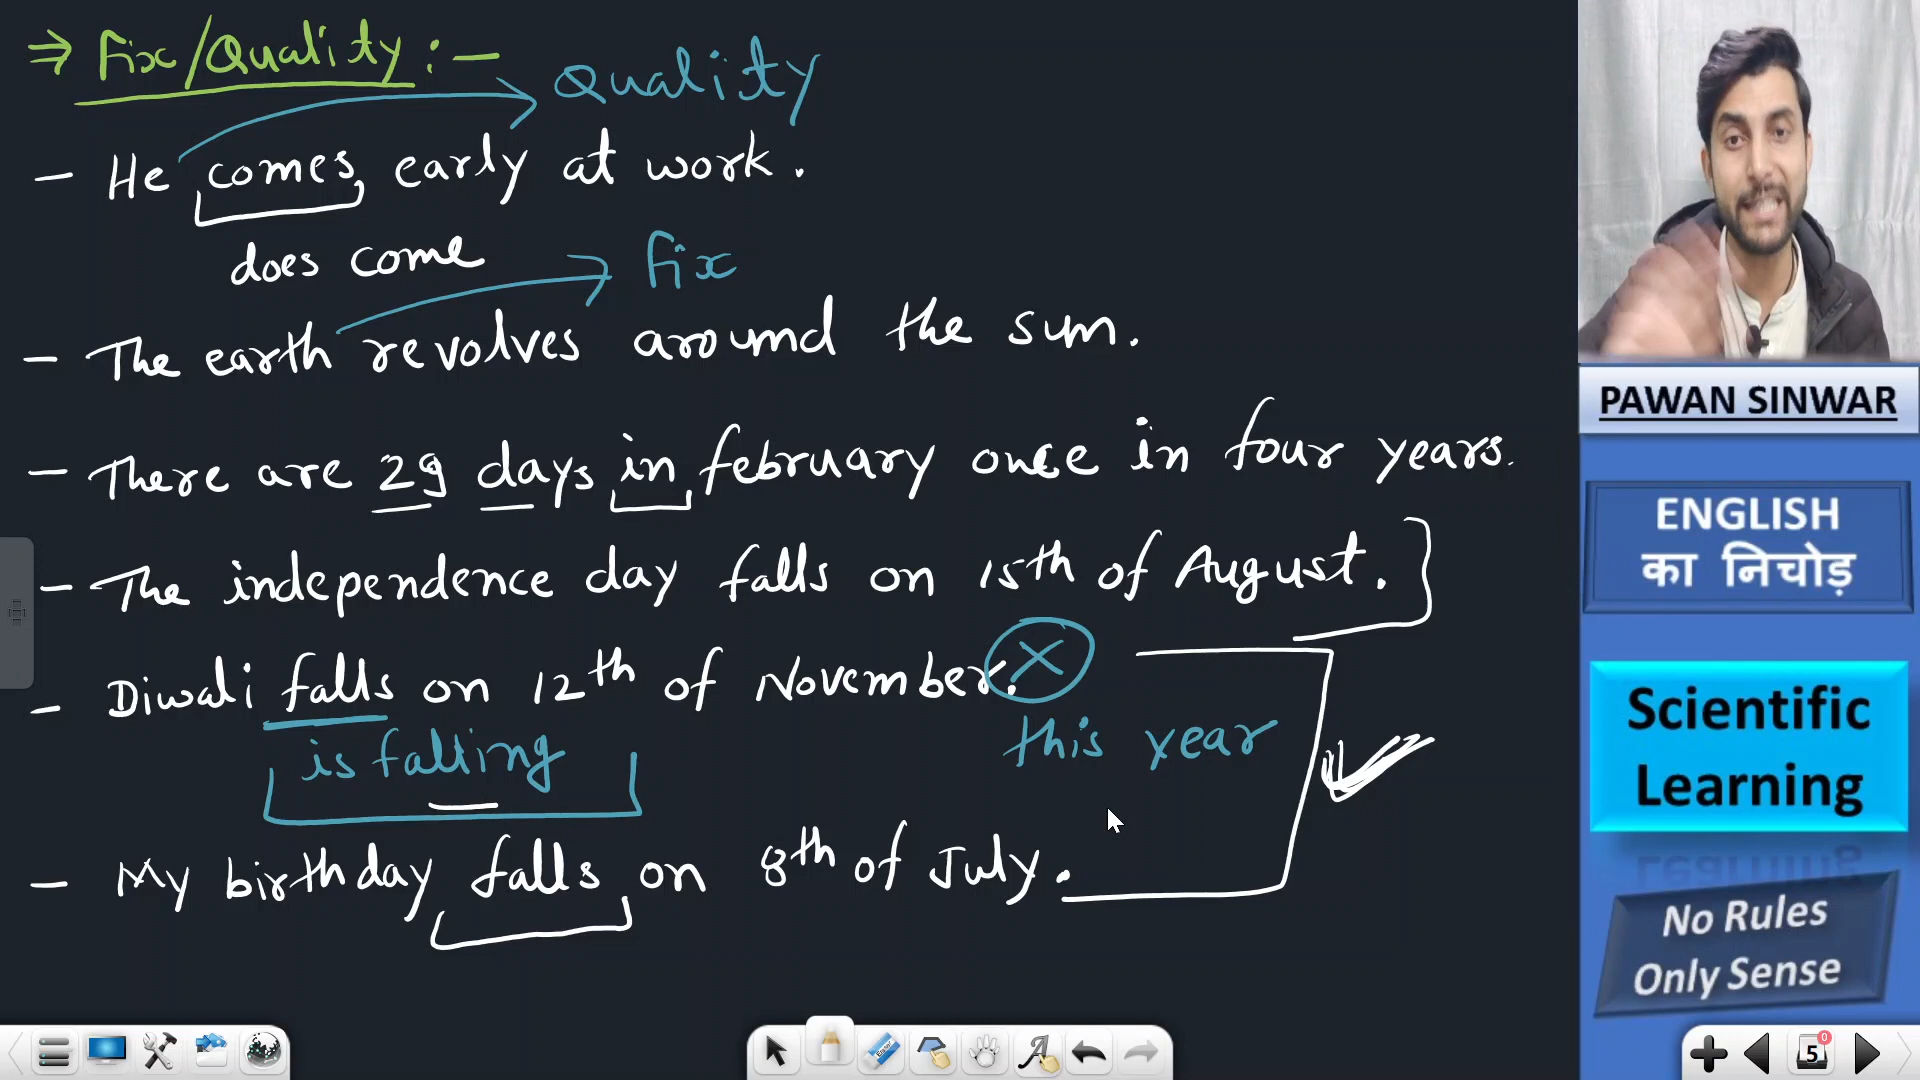 ⇒ Fix/Quality :-
Quality
- He comes early at work.
does come
Fix
- The earth revolves around the sun.
- There are 29 days in february once in four years.
- The independence day falls on 15th of August.
- Diwali falls on 12th of November.
is falling
this year
- My birthday falls on 8th of July.
PAWAN SINWAR
ENGLISH
का निचोड़
Scientific
Learning
No Rules
Only Sense
5
0